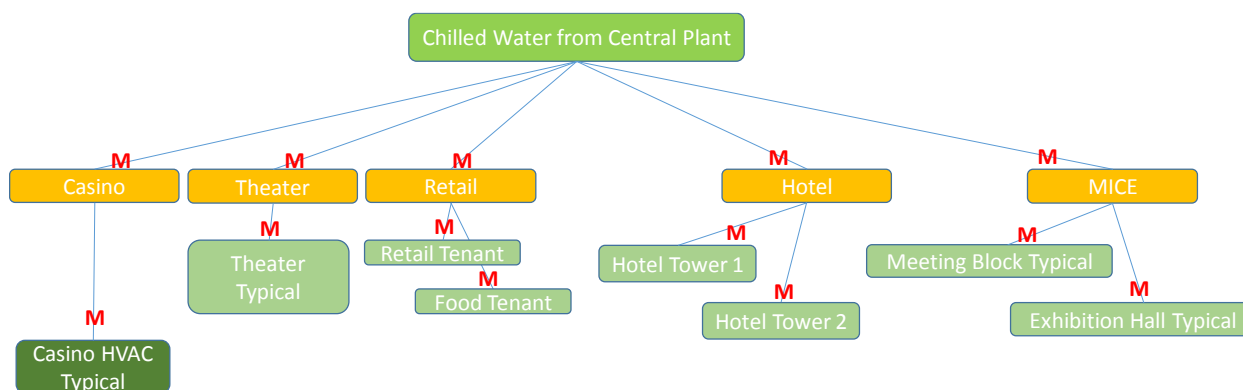 Chilled Water from Central Plant
M M M M M
Casino Theater Retail Hotel MICE
M M M M
Retail Tenant
Theater
Typical
Hotel Tower 1
Meeting Block Typical
M M M
Food Tenant
M
Hotel Tower 2
Exhibition Hall Typical
Casino HVAC
Typical